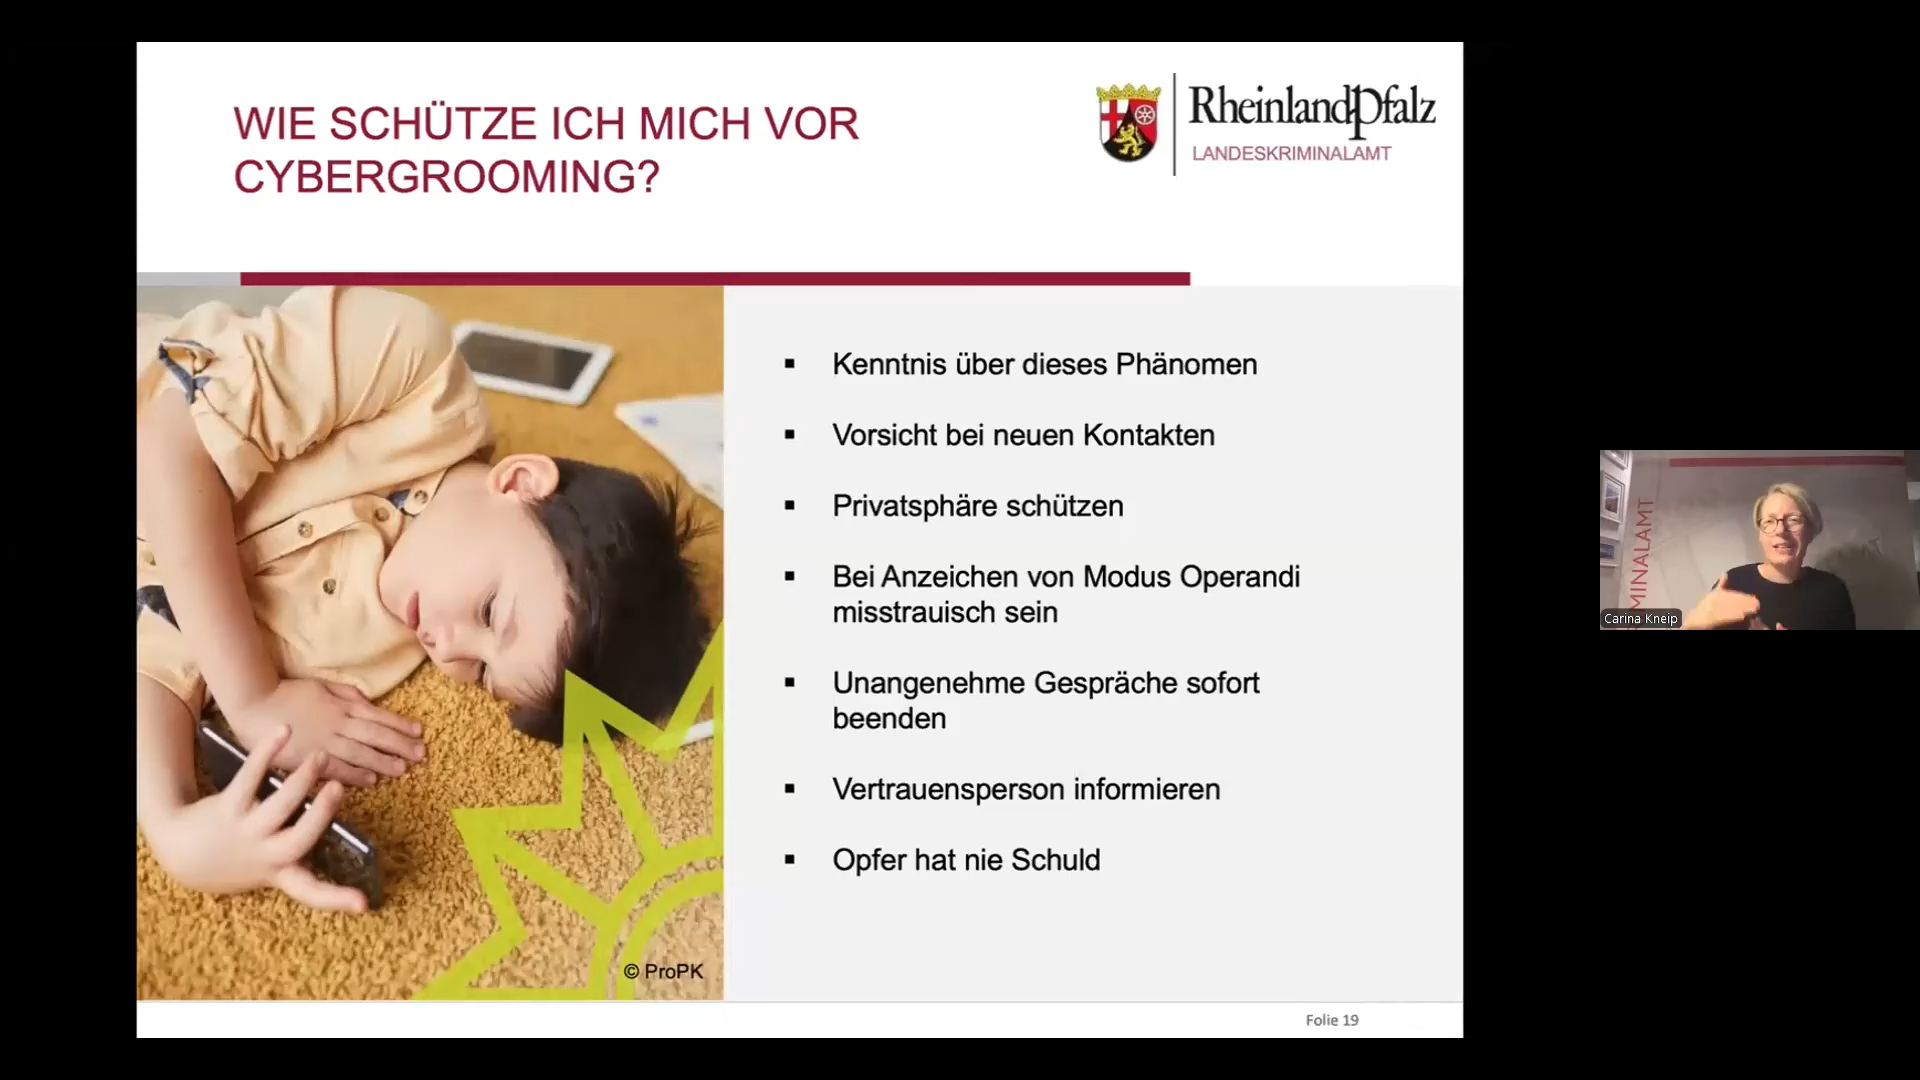 WIE SCHÜTZE ICH MICH VOR
CYBERGROOMING?
RheinlandPfalz
LANDESKRIMINALAMT
▪ Kenntnis über dieses Phänomen
▪ Vorsicht bei neuen Kontakten
▪ Privatsphäre schützen
▪ Bei Anzeichen von Modus Operandi
misstrauisch sein
▪ Unangenehme Gespräche sofort
beenden
▪ Vertrauensperson informieren
▪ Opfer hat nie Schuld
© ProPK
Folie 19
MINALAMT
Carina Kneip